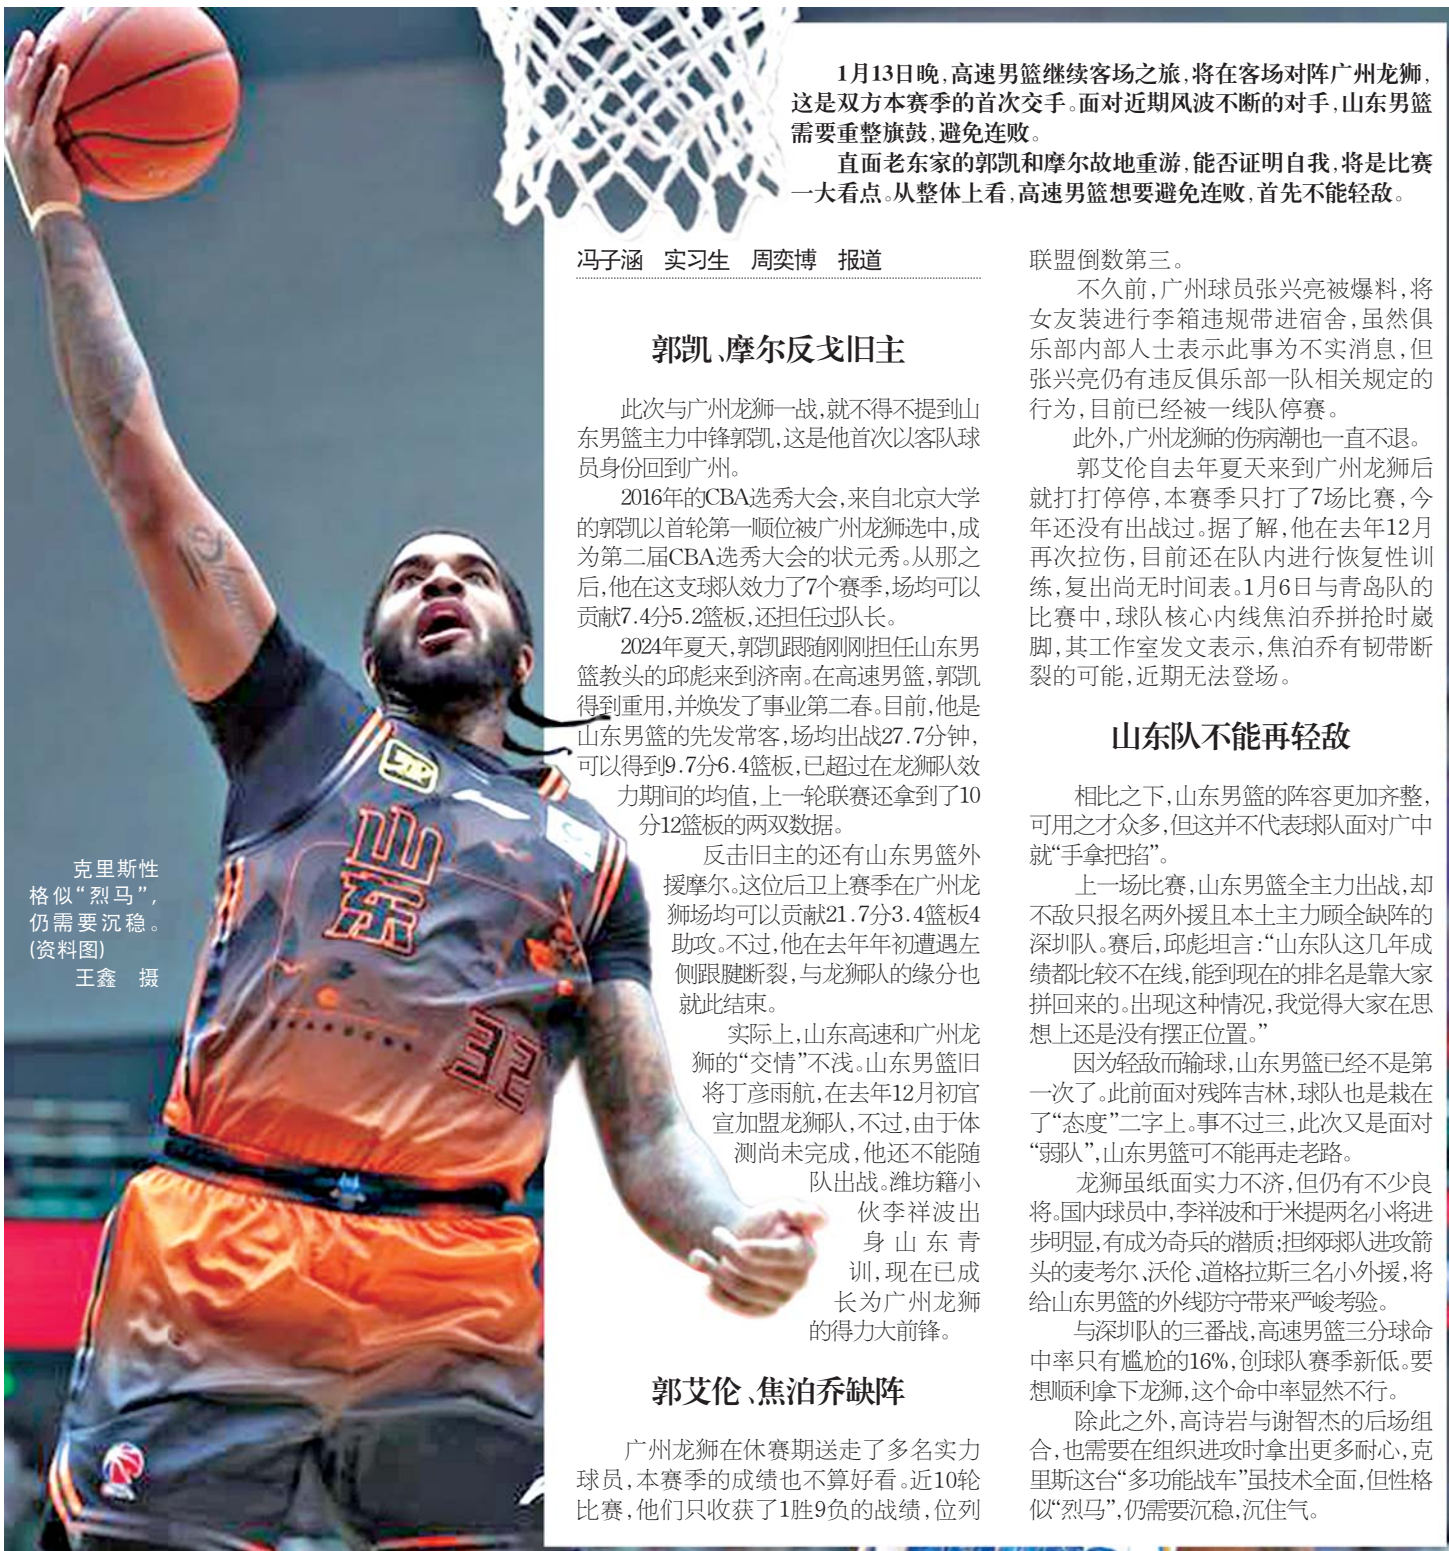 1月13日晚,高速男篮继续客场之旅,将在客场对阵广州龙狮,
这是双方本赛季的首次交手。面对近期风波不断的对手,山东男篮
需要重整旗鼓,避免连败。
直面老东家的郭凯和摩尔故地重游,能否证明自我,将是比赛
一大看点。从整体上看,高速男篮想要避免连败,首先不能轻敌。
冯子涵 实习生 周奕博 报道
郭凯、摩尔反戈旧主
此次与广州龙狮一战,就不得不提到山
东男篮主力中锋郭凯,这是他首次以客队球
员身份回到广州。
2016年的CBA选秀大会,来自北京大学
的郭凯以首轮第一顺位被广州龙狮选中,成
为第二届CBA选秀大会的状元秀。从那之
后,他在这支球队效力了7个赛季,场均可以
贡献7.4分5.2篮板,还担任过队长。
2024年夏天,郭凯跟随刚刚担任山东男
篮教头的邱彪来到济南。在高速男篮,郭凯
得到重用,并焕发了事业第二春。目前,他是
山东男篮的先发常客,场均出战27.7分钟,
可以得到9.7分6.4篮板,已超过在龙狮队效
力期间的均值,上一轮联赛还拿到了10
分12篮板的两双数据。
反击旧主的还有山东男篮外
援摩尔。这位后卫上赛季在广州龙
狮场均可以贡献21.7分3.4篮板4
助攻。不过,他在去年年初遭遇左
侧跟腱断裂,与龙狮队的缘分也
就此结束。
实际上,山东高速和广州龙
狮的“交情”不浅。山东男篮旧
将丁彦雨航,在去年12月初官
宣加盟龙狮队,不过,由于体
测尚未完成,他还不能随
队出战。潍坊籍小
伙李祥波出
身山东青
训,现在已成
长为广州龙狮
的得力大前锋。
郭艾伦、焦泊乔缺阵
广州龙狮在休赛期送走了多名实力
球员,本赛季的成绩也不算好看。近10轮
比赛,他们只收获了1胜9负的战绩,位列
联盟倒数第三。
不久前,广州球员张兴亮被爆料,将
女友装进行李箱违规带进宿舍,虽然俱
乐部内部人士表示此事为不实消息,但
张兴亮仍有违反俱乐部一队相关规定的
行为,目前已经被一线队停赛。
此外,广州龙狮的伤病潮也一直不退。
郭艾伦自去年夏天来到广州龙狮后
就打打停停,本赛季只打了7场比赛,今
年还没有出战过。据了解,他在去年12月
再次拉伤,目前还在队内进行恢复性训
练,复出尚无时间表。1月6日与青岛队的
比赛中,球队核心内线焦泊乔拼抢时崴
脚,其工作室发文表示,焦泊乔有韧带断
裂的可能,近期无法登场。
山东队不能再轻敌
相比之下,山东男篮的阵容更加齐整,
可用之才众多,但这并不代表球队面对广中
就“手拿把掐”。
上一场比赛,山东男篮全主力出战,却
不敌只报名两外援且本土主力顾全缺阵的
深圳队。赛后,邱彪坦言:“山东队这几年成
绩都比较不在线,能到现在的排名是靠大家
拼回来的。出现这种情况,我觉得大家在思
想上还是没有摆正位置。”
因为轻敌而输球,山东男篮已经不是第
一次了。此前面对残阵吉林,球队也是栽在
了“态度”二字上。事不过三,此次又是面对
“弱队”,山东男篮可不能再走老路。
龙狮虽纸面实力不济,但仍有不少良
将。国内球员中,李祥波和于米提两名小将进
步明显,有成为奇兵的潜质;担纲球队进攻箭
头的麦考尔、沃伦、道格拉斯三名小外援,将
给山东男篮的外线防守带来严峻考验。
与深圳队的三番战,高速男篮三分球命
中率只有尴尬的16%,创球队赛季新低。要
想顺利拿下龙狮,这个命中率显然不行。
除此之外,高诗岩与谢智杰的后场组
合,也需要在组织进攻时拿出更多耐心,克
里斯这台“多功能战车”虽技术全面,但性格
似“烈马”,仍需要沉稳,沉住气。
克里斯性
格似“烈马”,
仍需要沉稳。
(资料图)
王鑫 摄
山东
32